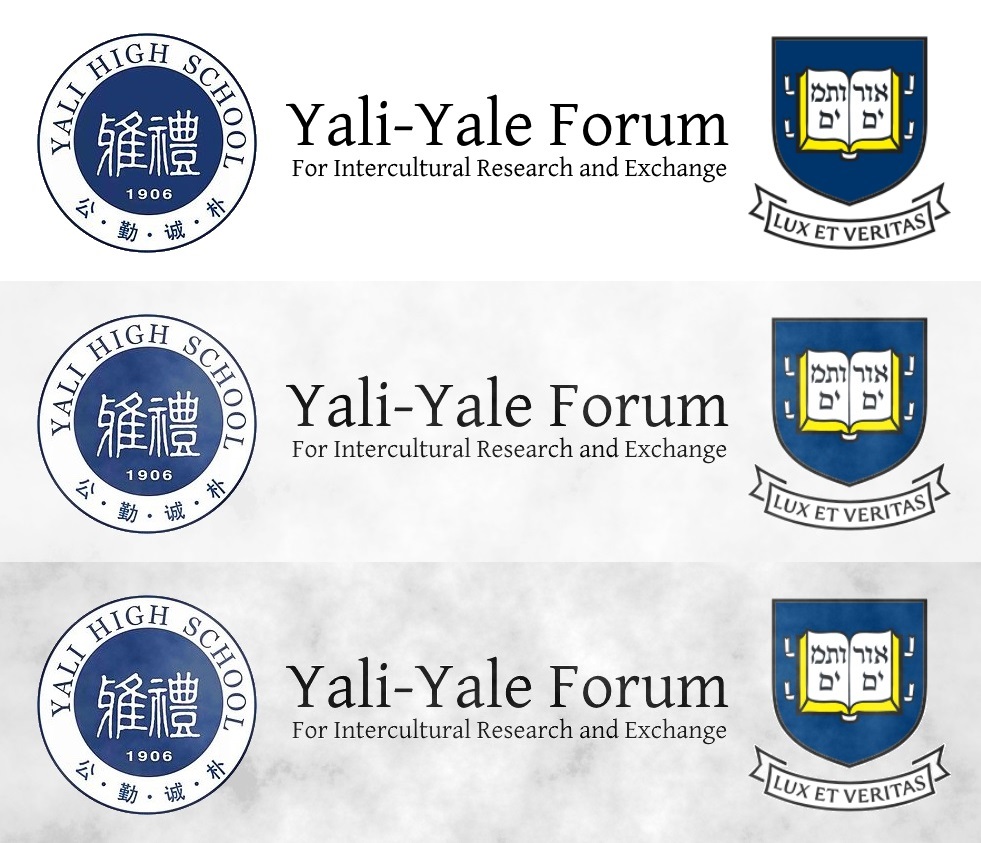 YALI HIGH SCHOOL
雅禮
1906
公·勤·诚·朴
Yali-Yale Forum
For Intercultural Research and Exchange
אור ותמ
ים ים
LUX ET VERITAS
YALI HIGH SCHOOL
雅禮
1906
公·勤·诚·朴
Yali-Yale Forum
For Intercultural Research and Exchange
אור ותמ
ים ים
LUX ET VERITAS
YALI HIGH SCHOOL
雅禮
1906
公·勤·诚·朴
Yali-Yale Forum
For Intercultural Research and Exchange
אור ותמ
ים ים
LUX ET VERITAS